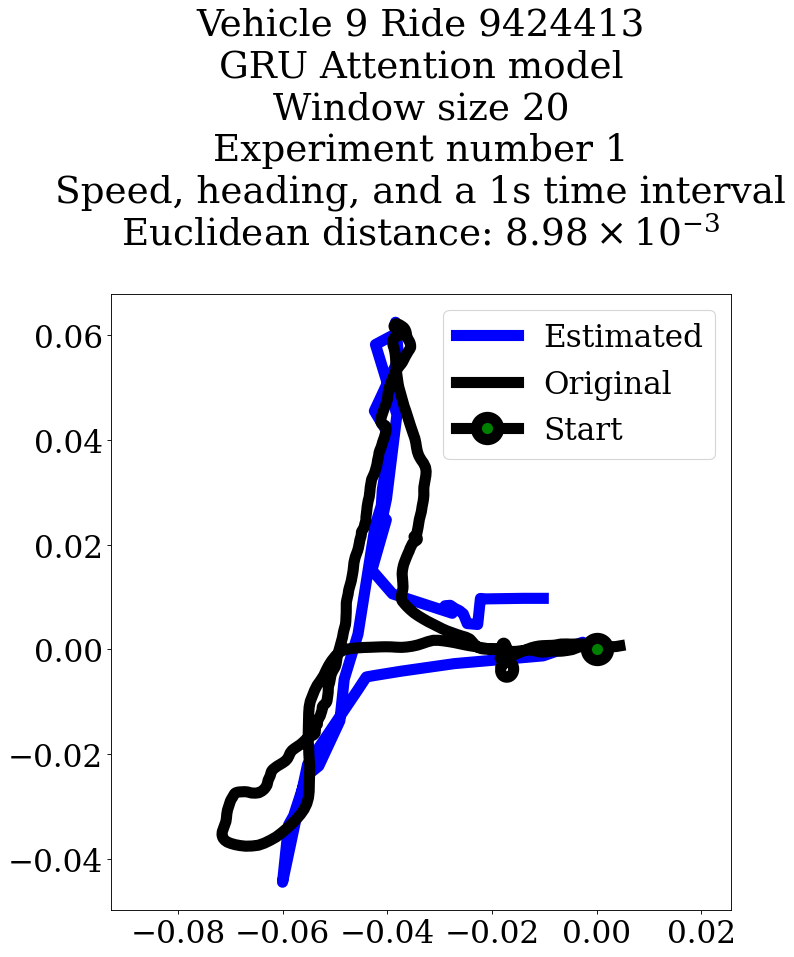 Vehicle 9 Ride 9424413
GRU Attention model
Window size 20
Experiment number 1
Speed, heading, and a 1s time interval
Euclidean distance: 8.98 × 10⁻³
Estimated
Original
Start
0.06
0.04
0.02
0.00
−0.02
−0.04
−0.08 −0.06 −0.04 −0.02 0.00 0.02